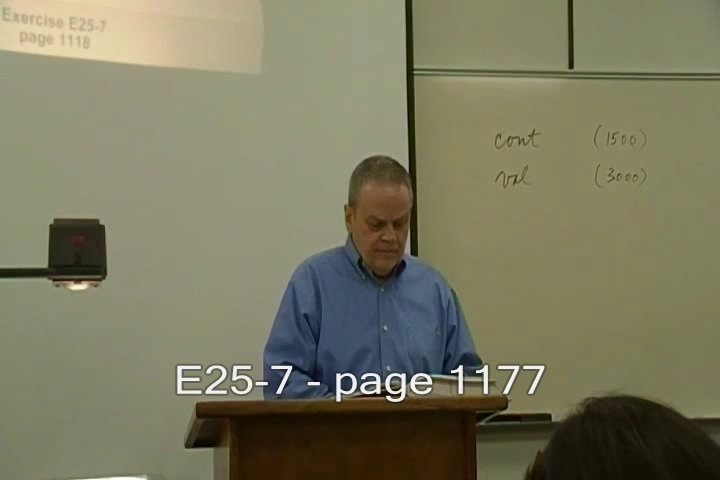 Exercise E25-7
page 1118
cont (1500)
val (3000)
E25-7 - page 1177